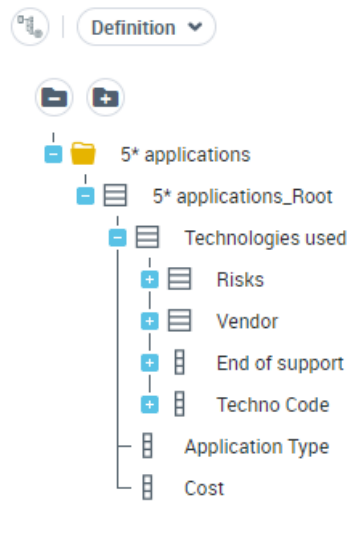 Definition
5* applications
5* applications_Root
Technologies used
Risks
Vendor
End of support
Techno Code
Application Type
Cost